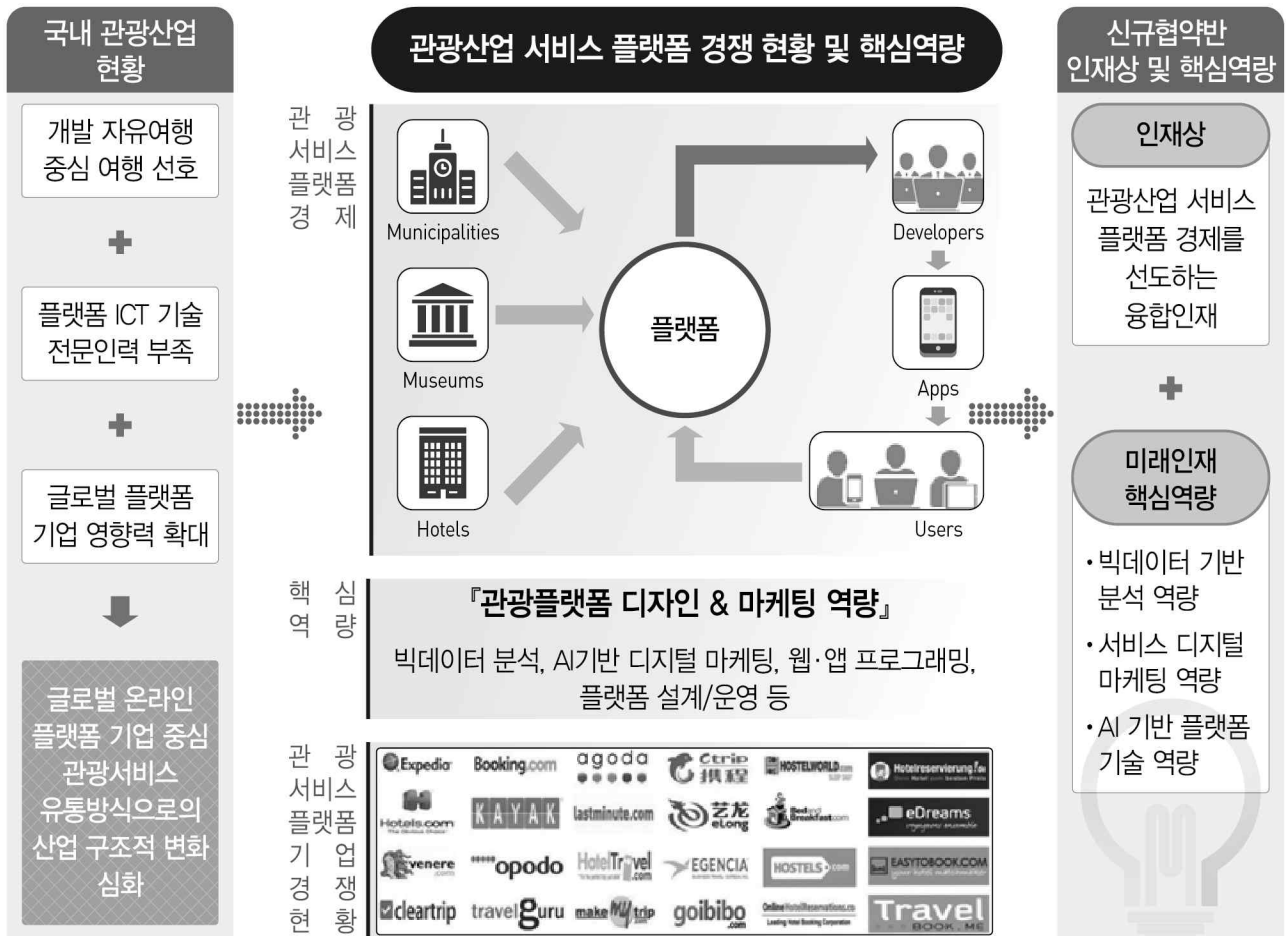 국내 관광산업
현황
개발 자유여행
중심 여행 선호
플랫폼 ICT 기술
전문인력 부족
글로벌 플랫폼
기업 영향력 확대
글로벌 온라인
플랫폼 기업 중심
관광서비스
유통방식으로의
산업 구조적 변화
심화
관광산업 서비스 플랫폼 경쟁 현황 및 핵심역량
관 광
서비스
플랫폼
경 제
Municipalities
Museums
Hotels
플랫폼
Developers
Apps
Users
핵 심
역 량
『관광플랫폼 디자인 & 마케팅 역량』
빅데이터 분석, AI기반 디지털 마케팅, 웹·앱 프로그래밍,
플랫폼 설계/운영 등
관 광
서비스
플랫폼
기 업
경 쟁
현 황
Expedia Booking.com agoda Ctrip 携程 HOSTELWORLD.com Hotelreservierung.de
Hotels.com KAYAK lastminute.com 艺龙 eLong Bed and Breakfast.com eDreams
venere.com opodo HotelTravel.com EGENCIA HOSTELS.com EASYTOBOOK.COM
cleartrip travelguru make my trip goibibo.com OnlineHotelReservations.co Travel BOOK.ME
Leading Hotel Booking Corporation
신규협약반
인재상 및 핵심역량
인재상
관광산업 서비스
플랫폼 경제를
선도하는
융합인재
미래인재
핵심역량
·빅데이터 기반
분석 역량
·서비스 디지털
마케팅 역량
·AI 기반 플랫폼
기술 역량